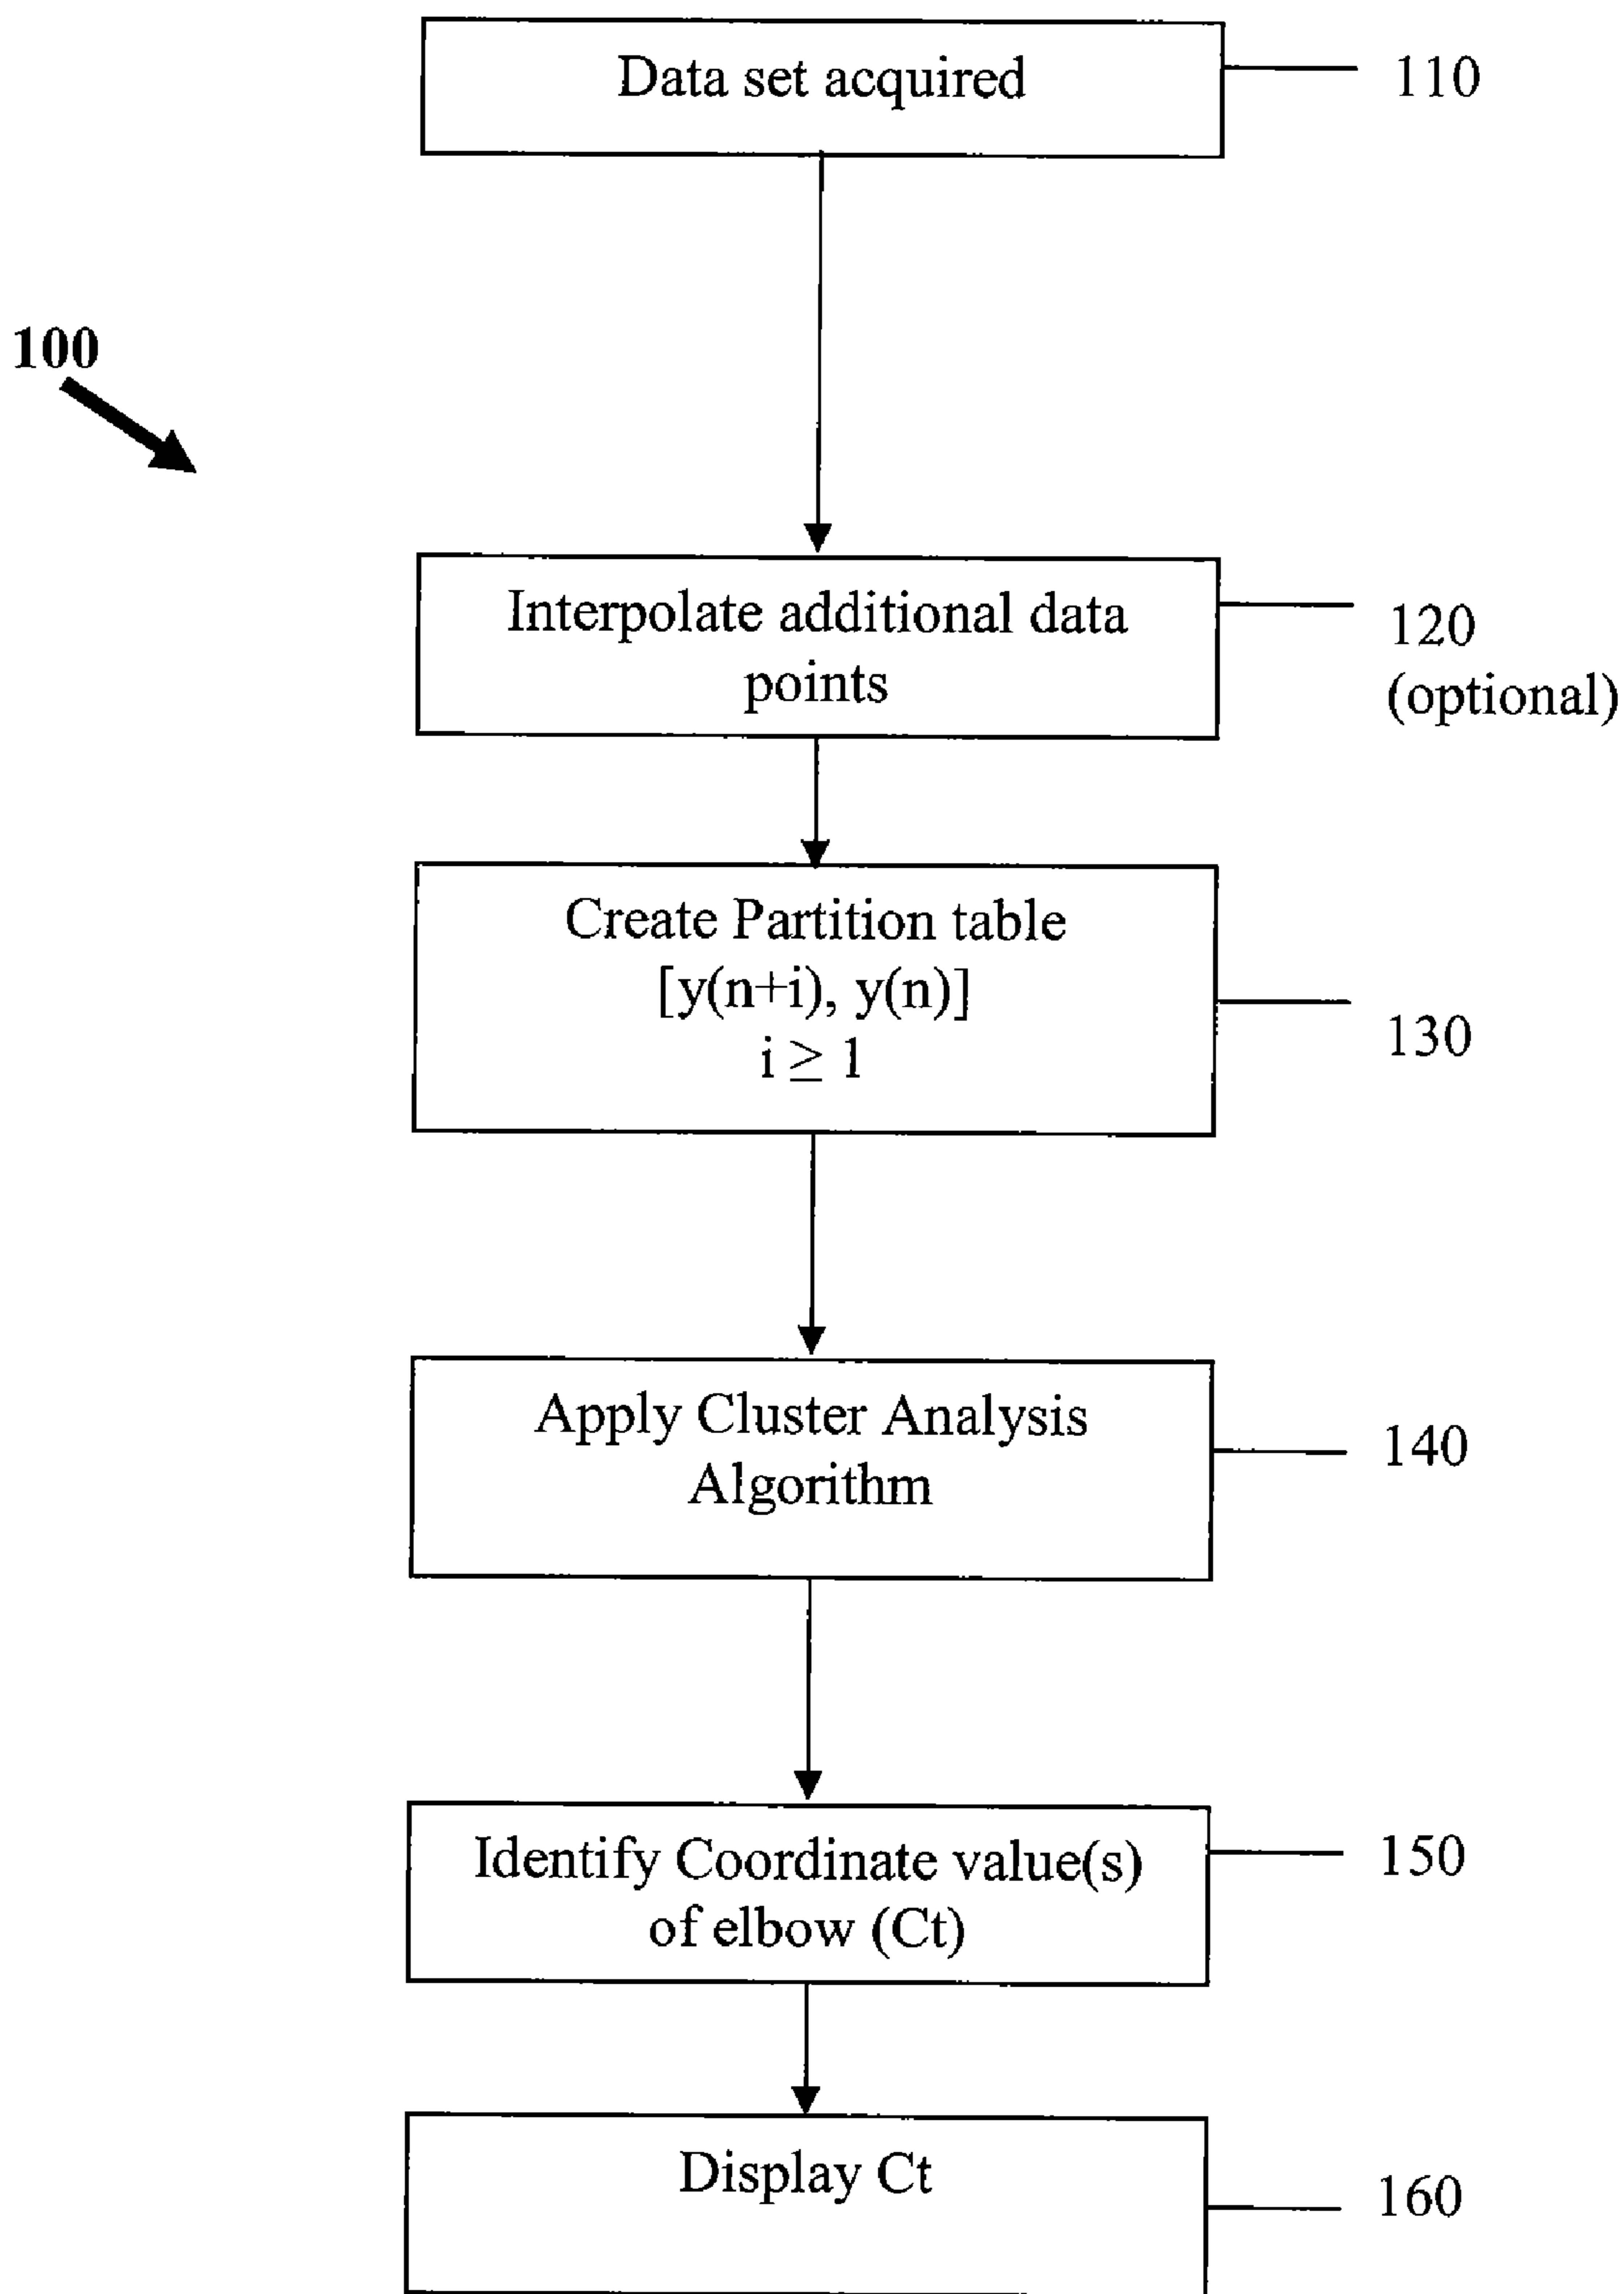 Data set acquired
110
100
Interpolate additional data
points
120
(optional)
Create Partition table
[y(n+i), y(n)]
i ≥ 1
130
Apply Cluster Analysis
Algorithm
140
Identify Coordinate value(s)
of elbow (Ct)
150
Display Ct
160